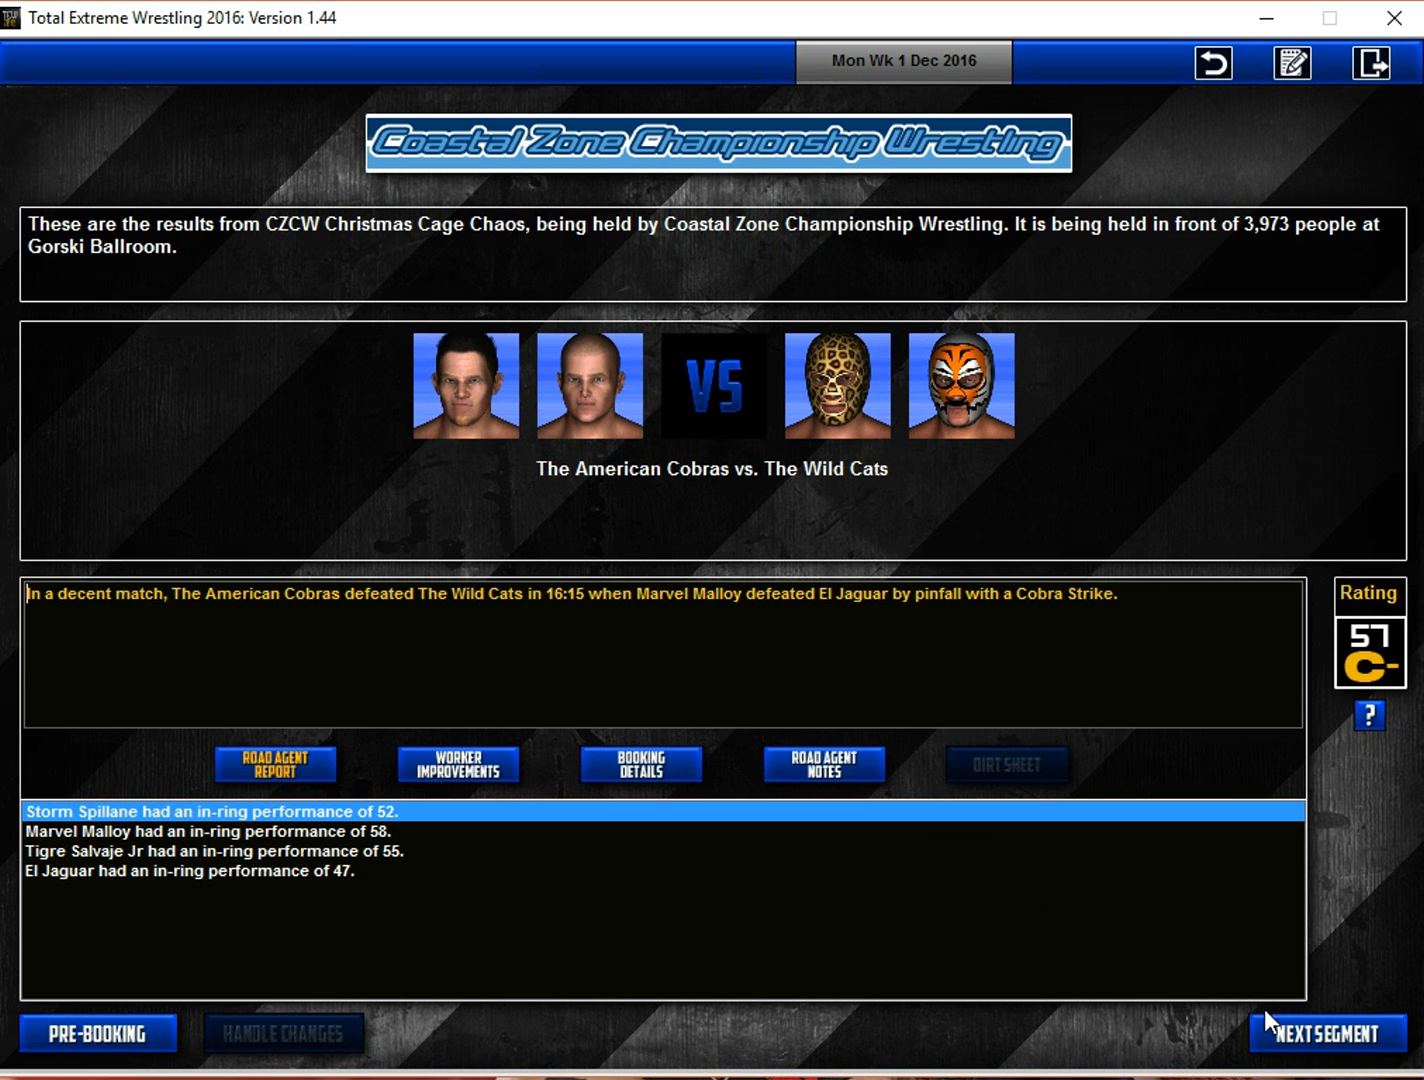 Total Extreme Wrestling 2016: Version 1.44
Mon Wk 1 Dec 2016
Coastal Zone Championship Wrestling
These are the results from CZCW Christmas Cage Chaos, being held by Coastal Zone Championship Wrestling. It is being held in front of 3,973 people at
Gorski Ballroom.
VS
The American Cobras vs. The Wild Cats
In a decent match, The American Cobras defeated The Wild Cats in 16:15 when Marvel Malloy defeated El Jaguar by pinfall with a Cobra Strike.
Rating
57
C-
?
ROAD AGENT
REPORT
WORKER
IMPROVEMENTS
BOOKING
DETAILS
ROAD AGENT
NOTES
DIRT SHEET
Storm Spillane had an in-ring performance of 52.
Marvel Malloy had an in-ring performance of 58.
Tigre Salvaje Jr had an in-ring performance of 55.
El Jaguar had an in-ring performance of 47.
PRE-BOOKING
HANDLE CHANGES
NEXT SEGMENT